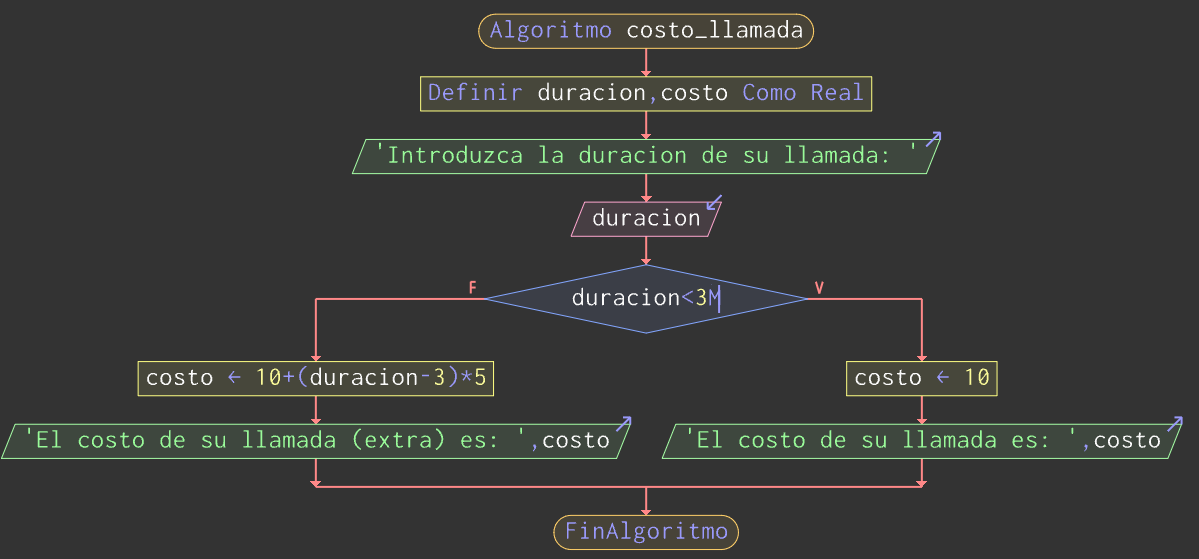 Algoritmo costo_llamada
Definir duracion,costo Como Real
'Introduzca la duracion de su llamada: '
duracion
F
duracion<3M
V
costo ← 10+(duracion-3)*5
costo ← 10
'El costo de su llamada (extra) es: ',costo
'El costo de su llamada es: ',costo
FinAlgoritmo